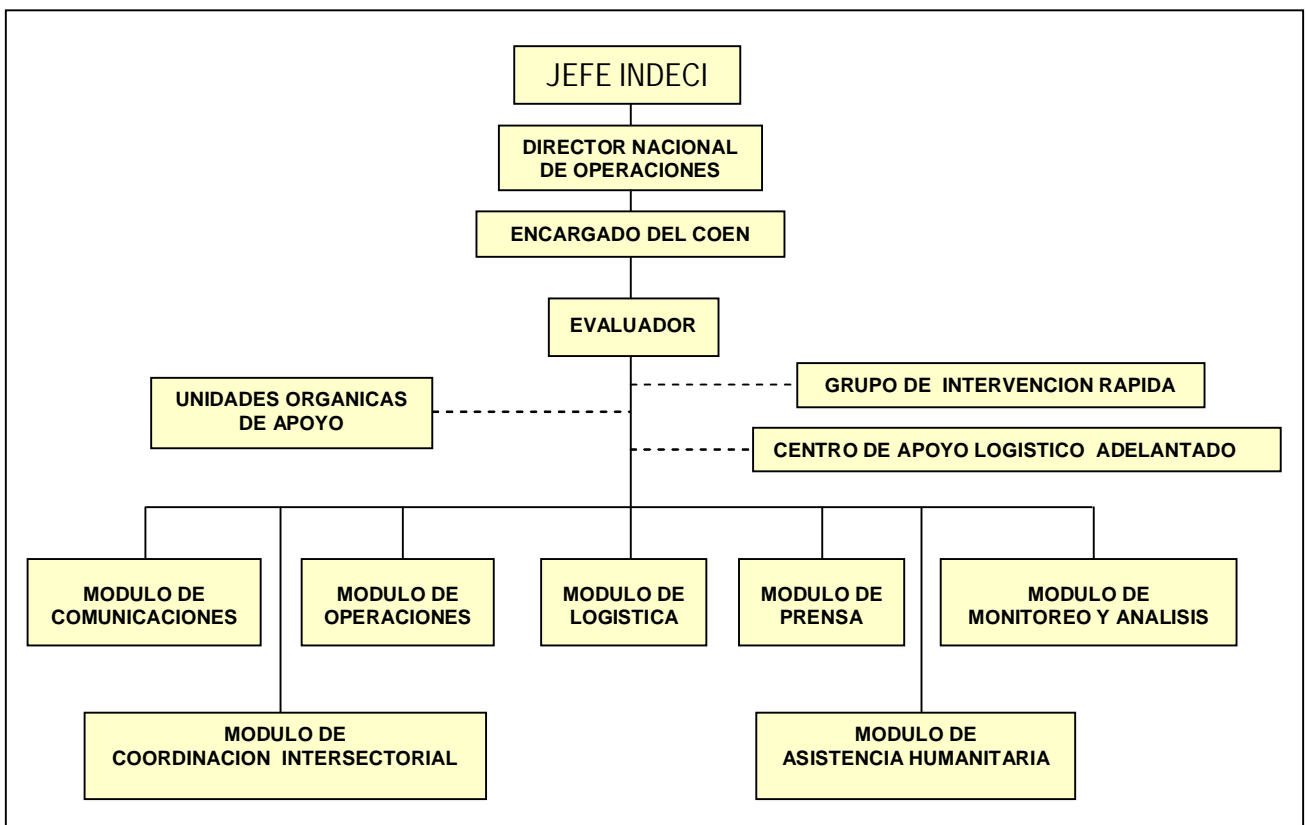 JEFE INDECI
DIRECTOR NACIONAL
DE OPERACIONES
ENCARGADO DEL COEN
EVALUADOR
UNIDADES ORGANICAS
DE APOYO
GRUPO DE INTERVENCION RAPIDA
CENTRO DE APOYO LOGISTICO ADELANTADO
MODULO DE
COMUNICACIONES
MODULO DE
OPERACIONES
MODULO DE
LOGISTICA
MODULO DE
PRENSA
MODULO DE
MONITOREO Y ANALISIS
MODULO DE
COORDINACION INTERSECTORIAL
MODULO DE
ASISTENCIA HUMANITARIA